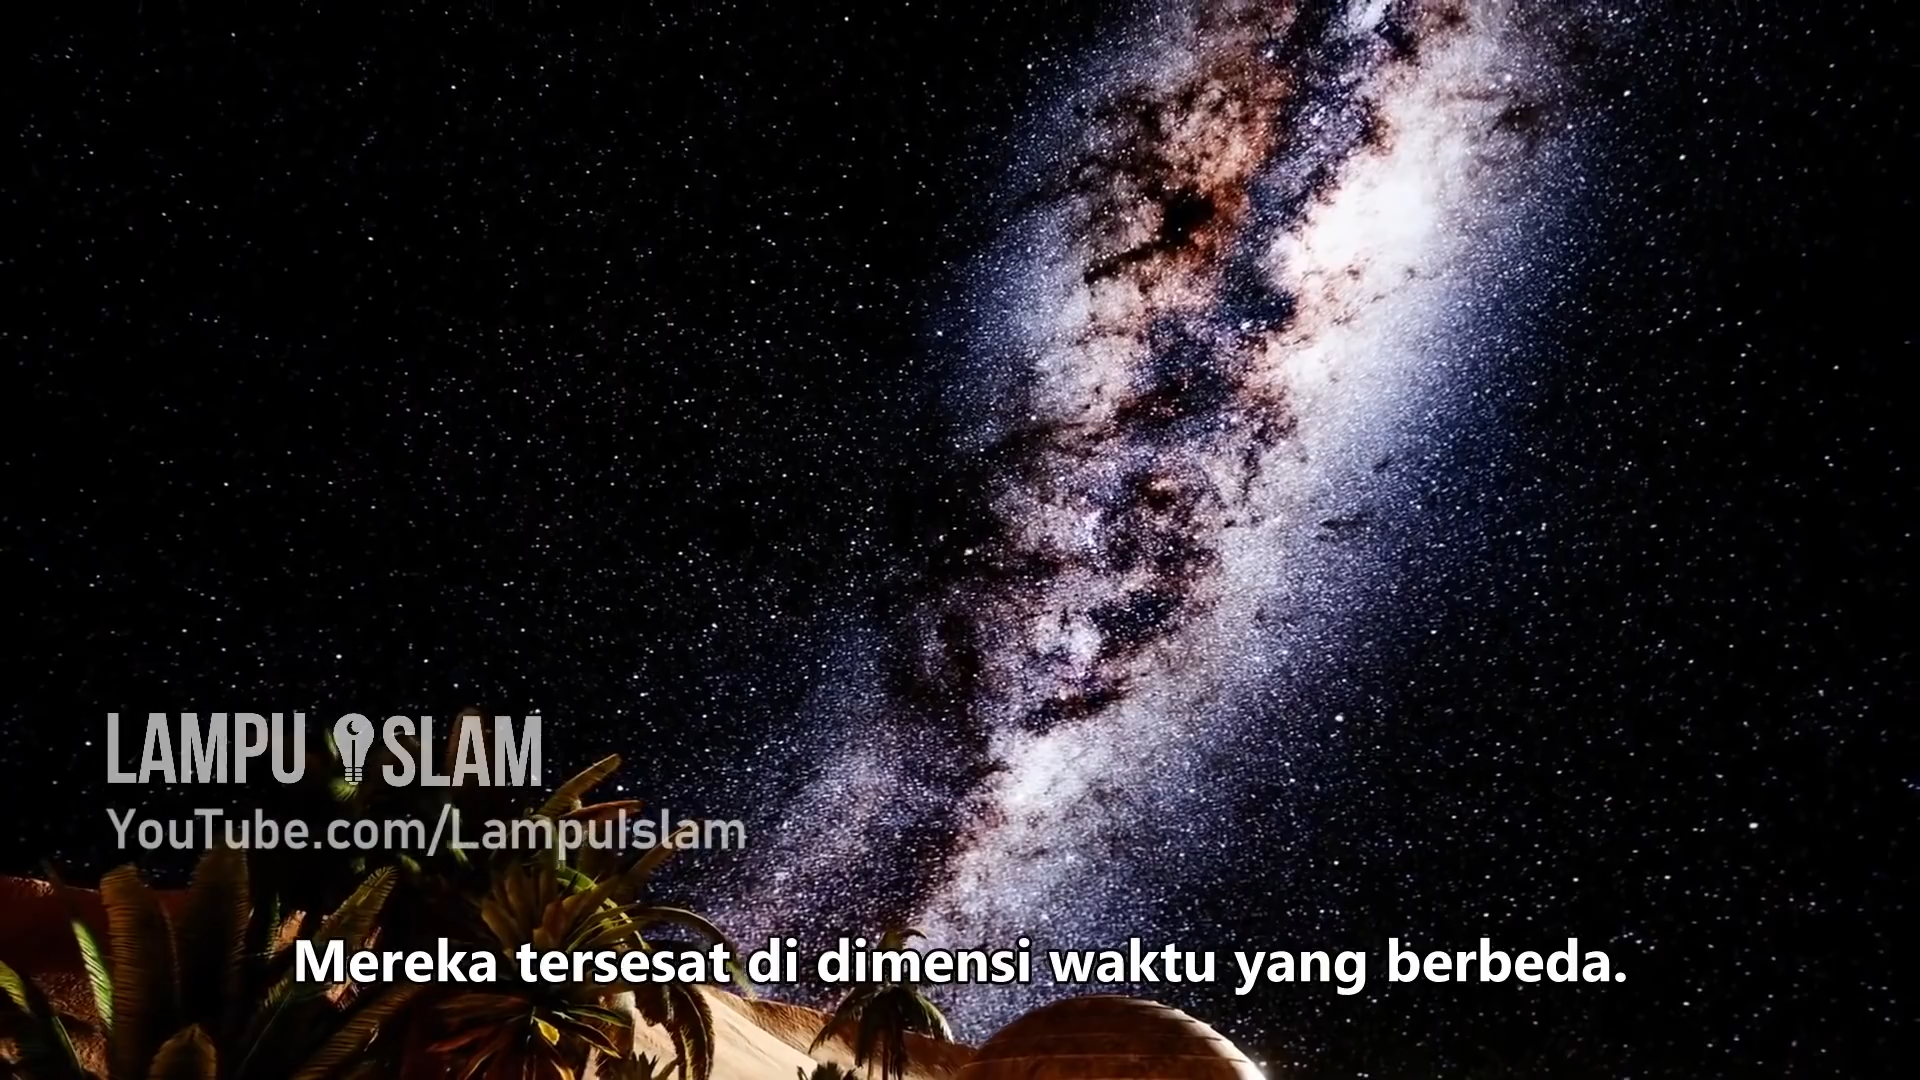 LAMPU ISLAM
YouTube.com/LampuIslam
Mereka tersesat di dimensi waktu yang berbeda.